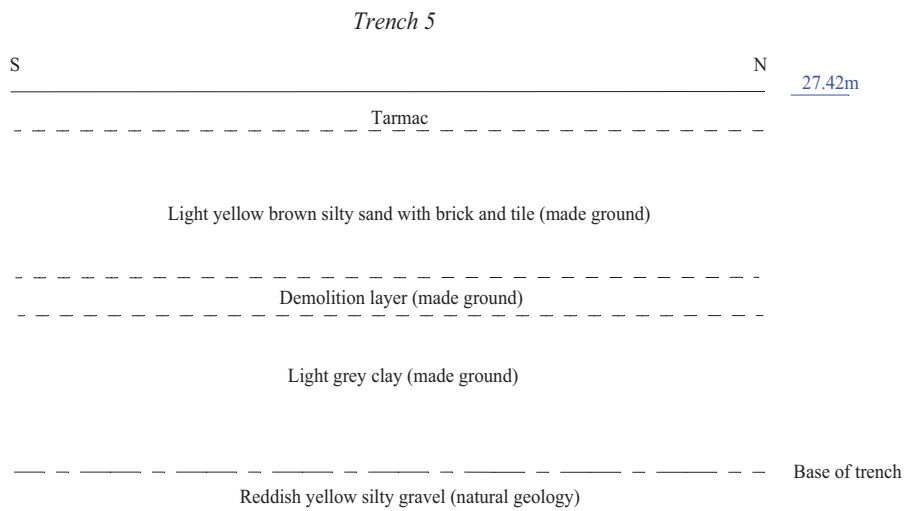 Trench 5
S
N
27.42m
Tarmac
Light yellow brown silty sand with brick and tile (made ground)
Demolition layer (made ground)
Light grey clay (made ground)
Base of trench
Reddish yellow silty gravel (natural geology)